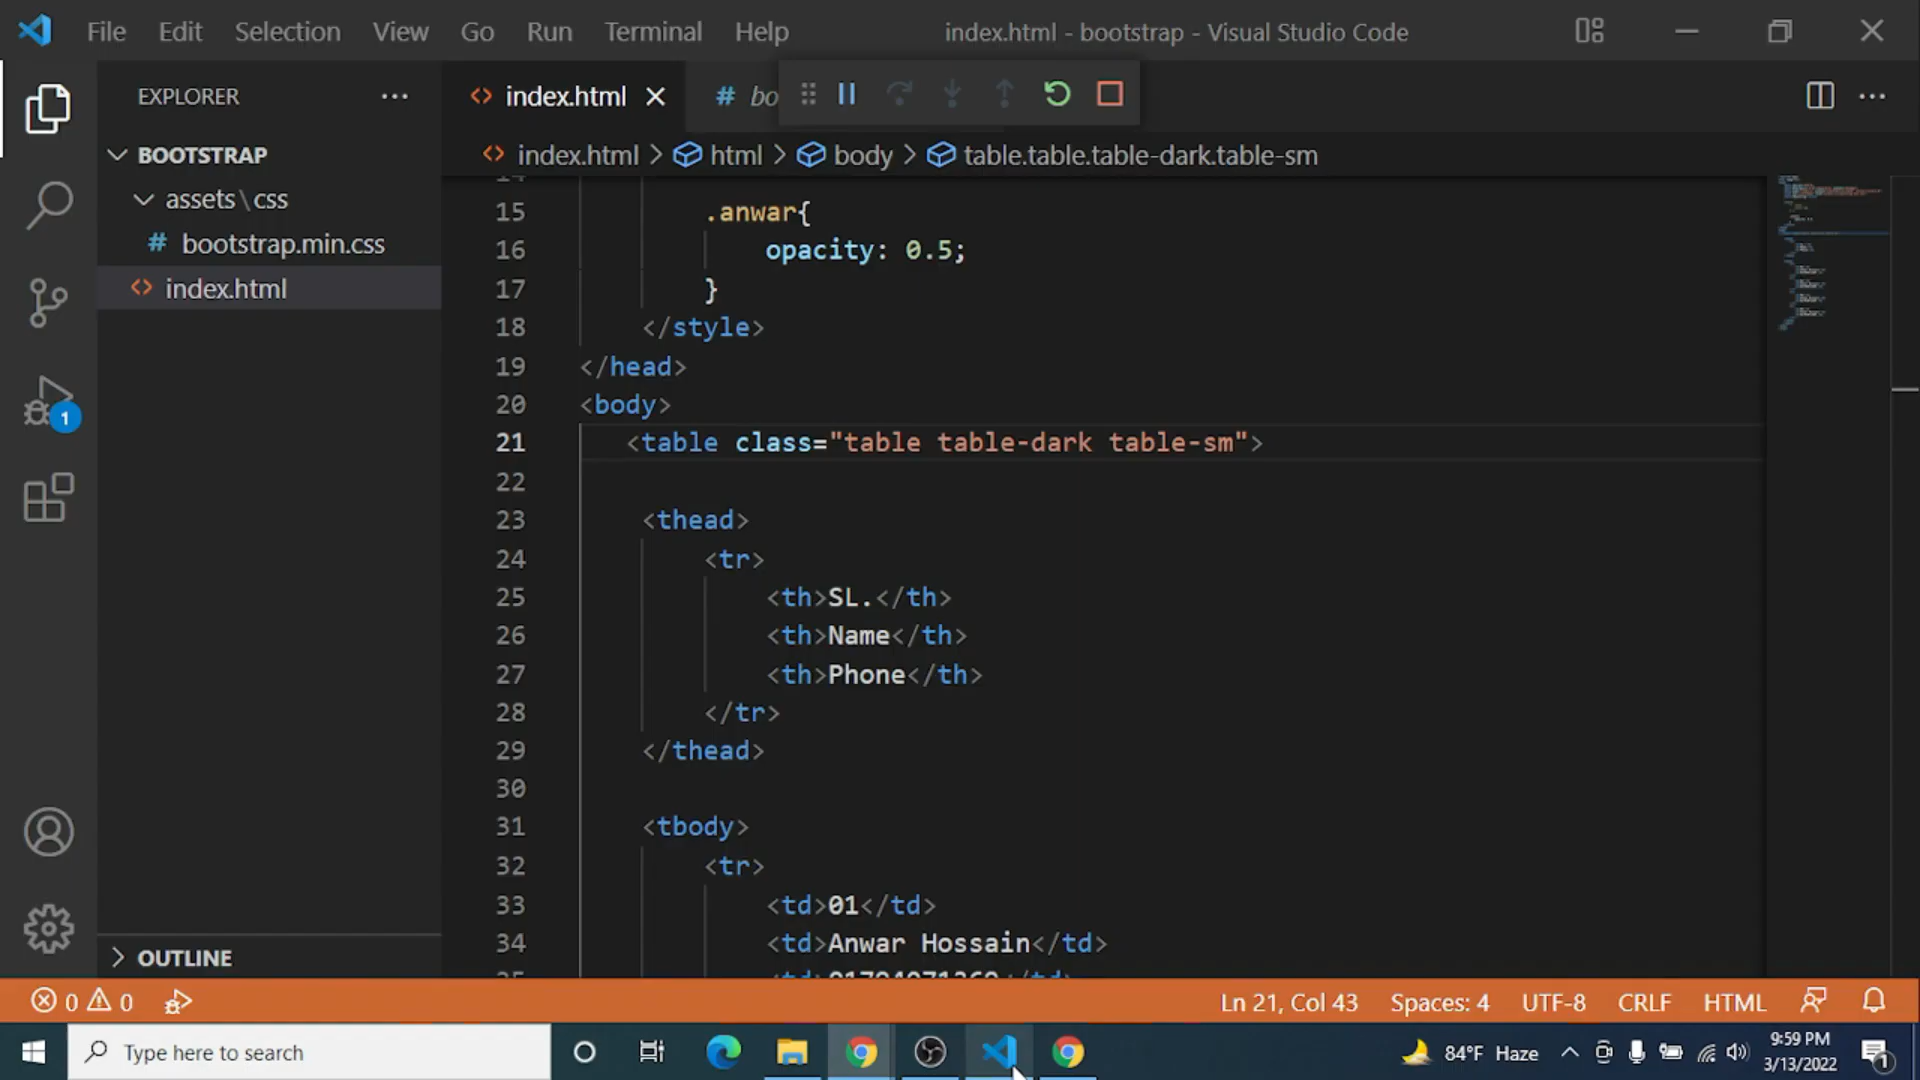 File Edit Selection View Go Run Terminal Help index.html - bootstrap - Visual Studio Code
EXPLORER
index.html
# bo
BOOTSTRAP
index.html > html > body > table.table.table-dark.table-sm
assets\css
# bootstrap.min.css
index.html
15 .anwar{
16 opacity: 0.5;
17 }
18 </style>
19 </head>
20 <body>
21 <table class="table table-dark table-sm">
22
23 <thead>
24 <tr>
25 <th>SL.</th>
26 <th>Name</th>
27 <th>Phone</th>
28 </tr>
29 </thead>
30
31 <tbody>
32 <tr>
33 <td>01</td>
34 <td>Anwar Hossain</td>
1
OUTLINE
0 0 Ln 21, Col 43 Spaces: 4 UTF-8 CRLF HTML
Type here to search
84°F Haze
9:59 PM
3/13/2022
1